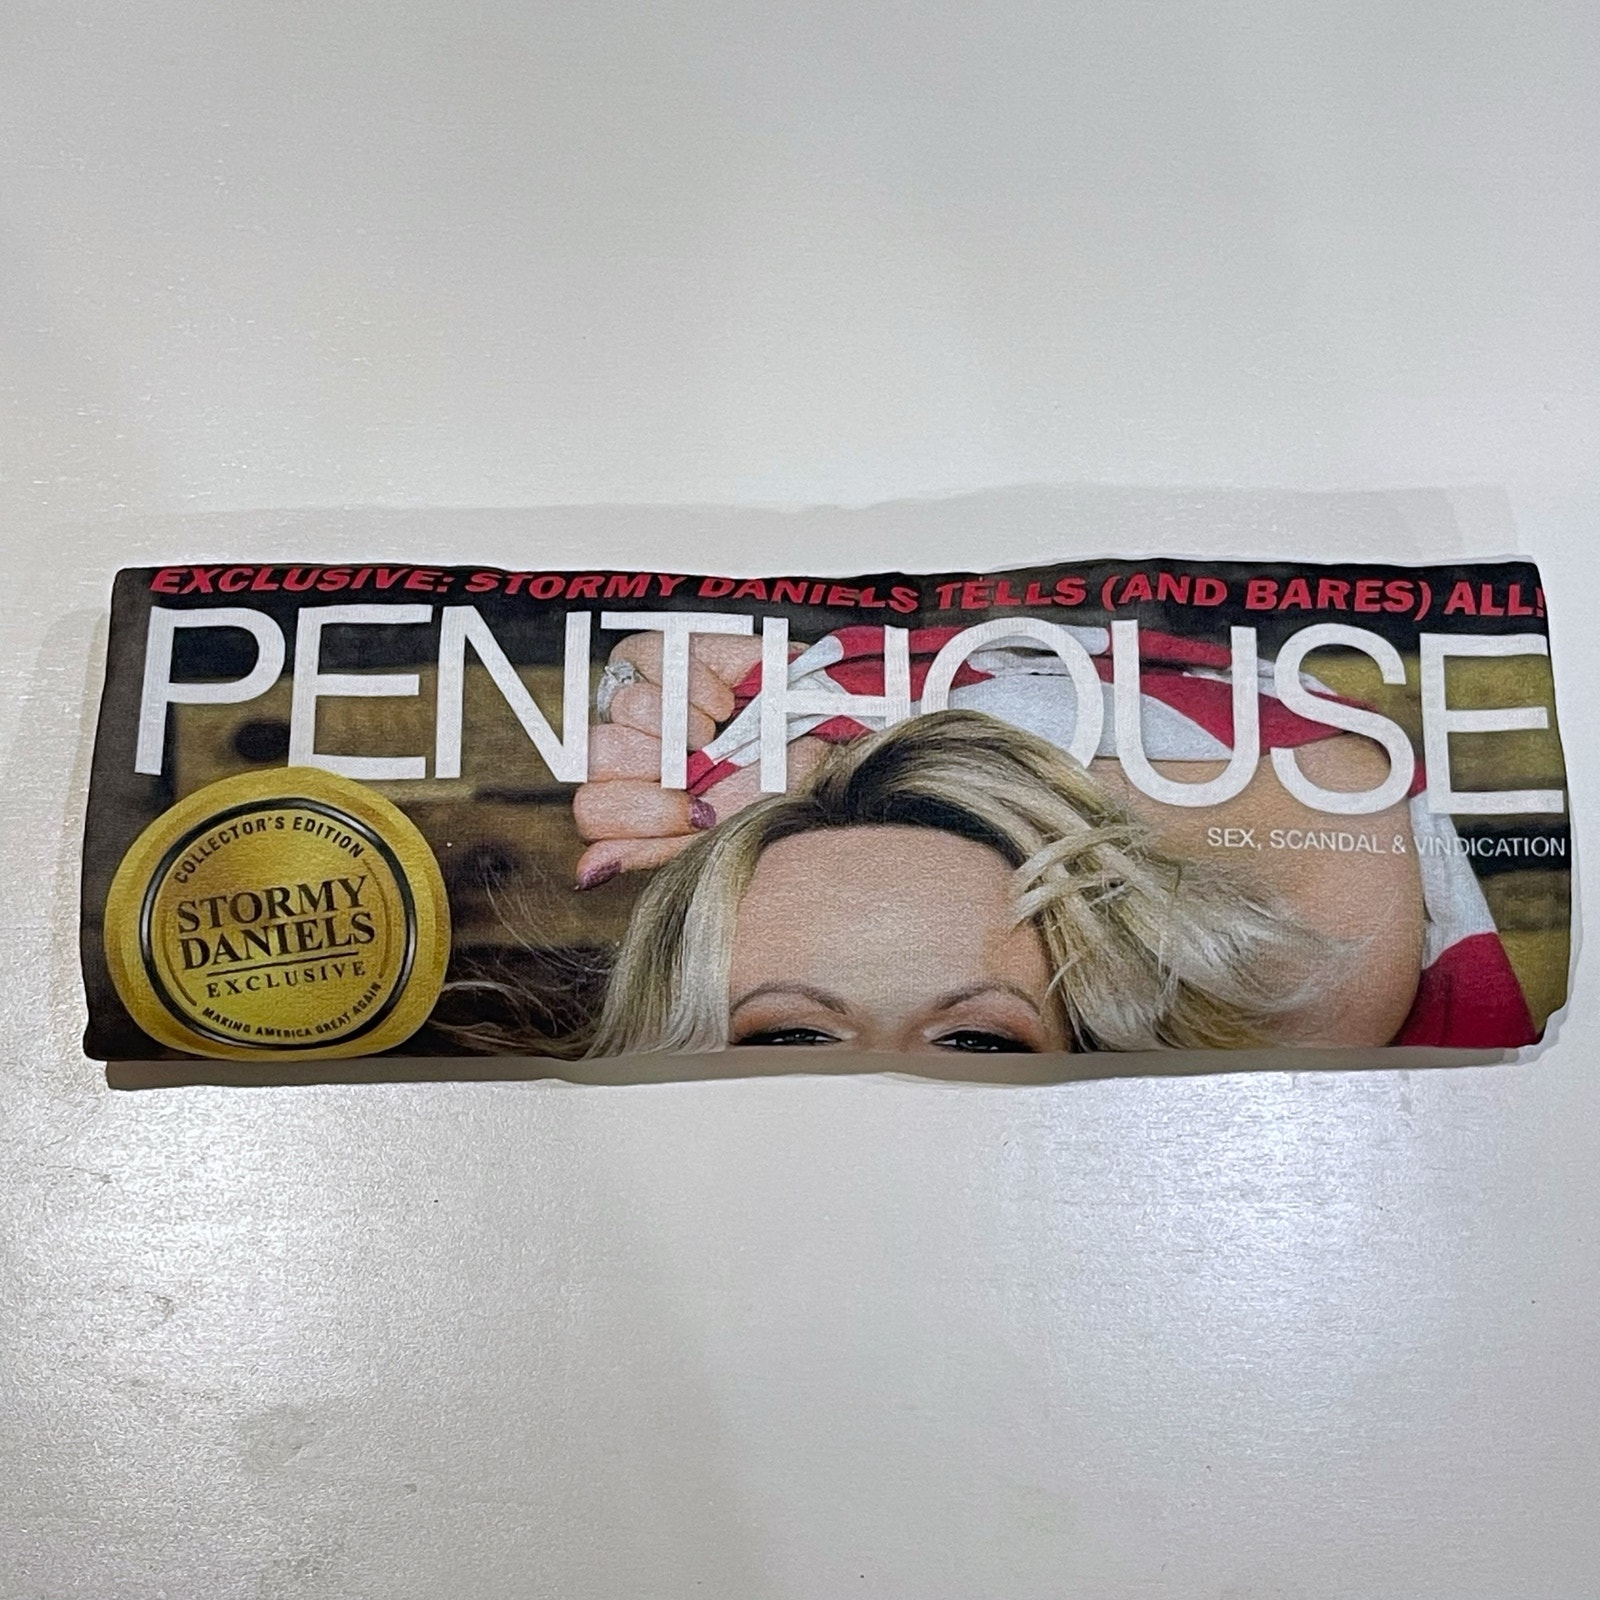 EXCLUSIVE: STORMY DANIELS TELLS (AND BARES) ALL!
PENTHOUSE
SEX, SCANDAL & VINDICATION
COLLECTOR'S EDITION
STORMY
DANIELS
EXCLUSIVE
MAKING AMERICA GREAT AGAIN